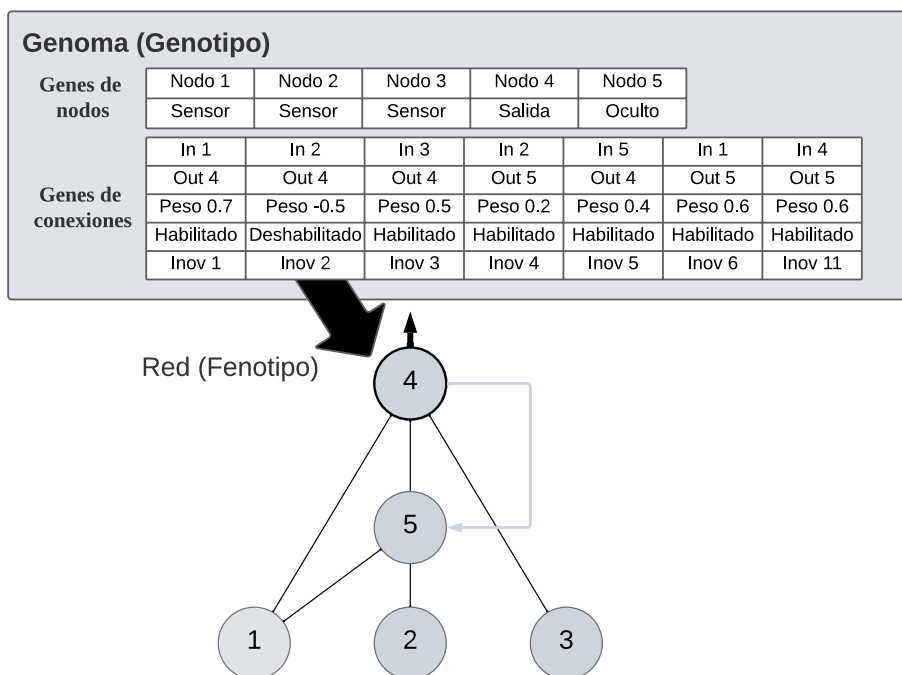 Genoma (Genotipo)
Genes de
nodos
Nodo 1 Nodo 2 Nodo 3 Nodo 4 Nodo 5
Sensor Sensor Sensor Salida Oculto
Genes de
conexiones
In 1 In 2 In 3 In 2 In 5 In 1 In 4
Out 4 Out 4 Out 4 Out 5 Out 4 Out 5 Out 5
Peso 0.7 Peso -0.5 Peso 0.5 Peso 0.2 Peso 0.4 Peso 0.6 Peso 0.6
Habilitado Deshabilitado Habilitado Habilitado Habilitado Habilitado Habilitado
Inov 1 Inov 2 Inov 3 Inov 4 Inov 5 Inov 6 Inov 11
Red (Fenotipo)
4
5
1 2 3